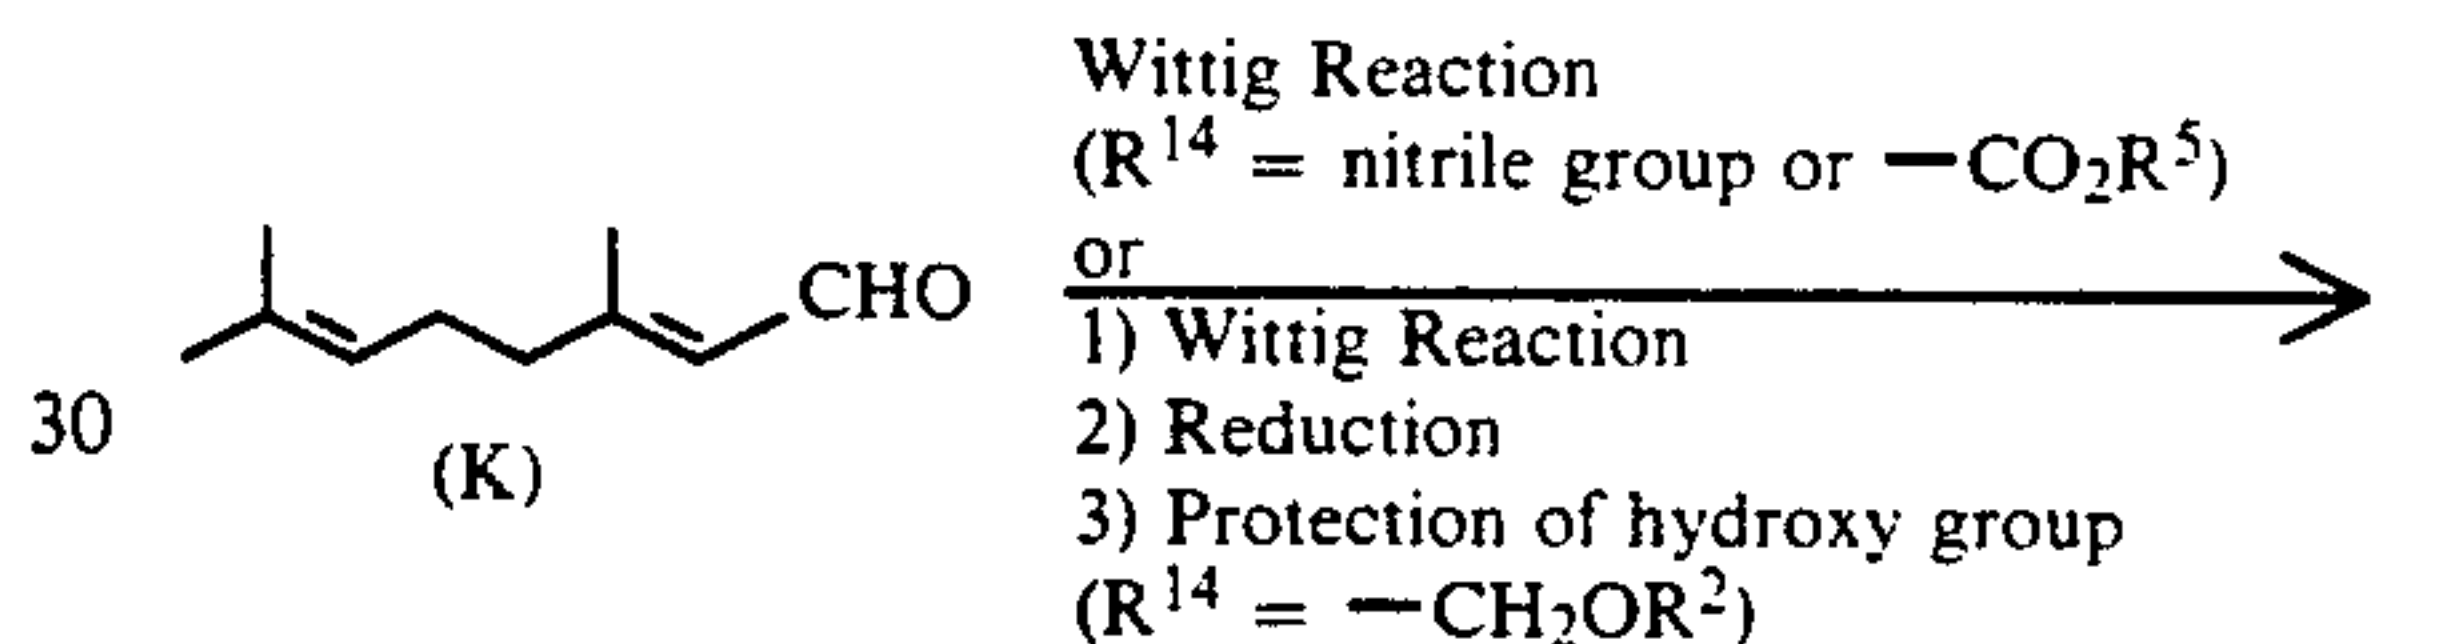 Wittig Reaction
(R¹⁴ = nitrile group or —CO₂R⁵)
or
CHO
1) Wittig Reaction
2) Reduction
30
(K)
3) Protection of hydroxy group
(R¹⁴ = —CH₂OR²)